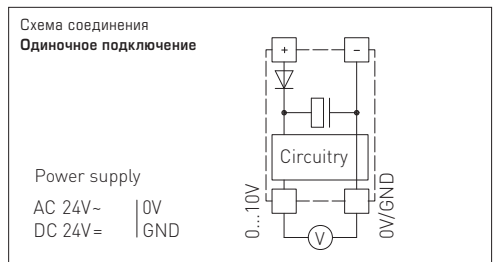 Схема соединения
Одиночное подключение
+ –
Circuitry
Power supply
AC 24V~ 0V
DC 24V= GND
0...10V
0V/GND
V